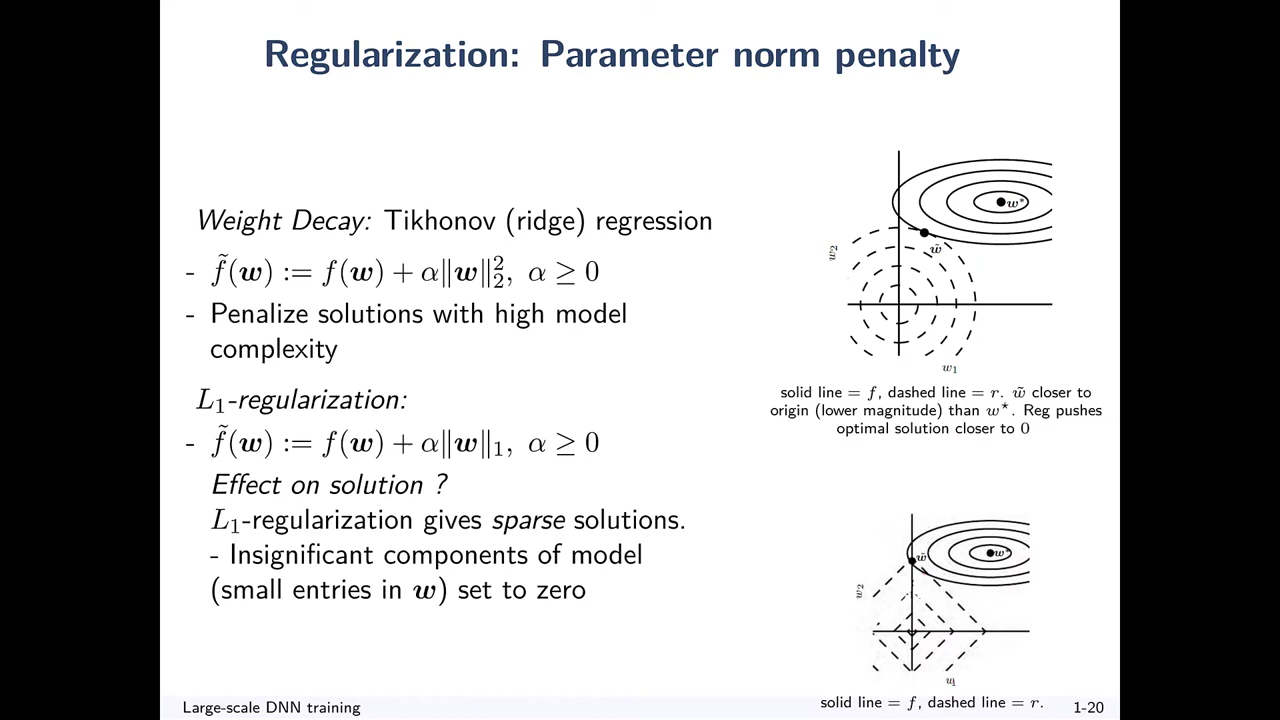 Regularization: Parameter norm penalty
Weight Decay: Tikhonov (ridge) regression
- f̃(w) := f(w) + α‖w‖₂², α ≥ 0
- Penalize solutions with high model
complexity
L₁-regularization:
- f̃(w) := f(w) + α‖w‖₁, α ≥ 0
Effect on solution ?
L₁-regularization gives sparse solutions.
- Insignificant components of model
(small entries in w) set to zero
w*
w̃
w₂
w₁
solid line = f, dashed line = r. w̃ closer to
origin (lower magnitude) than w⋆. Reg pushes
optimal solution closer to 0
w*
w̃
w₂
w₁
solid line = f, dashed line = r.
Large-scale DNN training
1-20